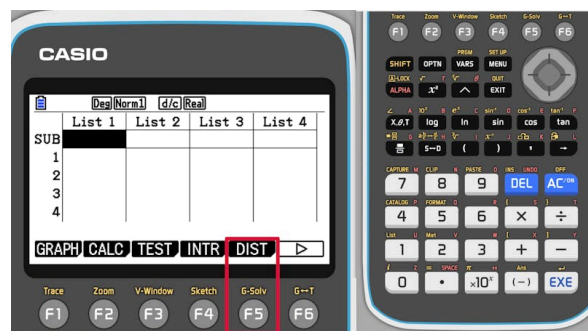 CASIO
Deg Norm1 d/c Real
List 1 List 2 List 3 List 4
SUB
1
2
3
4
GRAPH CALC TEST INTR DIST ▷
Trace Zoom V-Window Sketch G-Solv G↔T
F1 F2 F3 F4 F5 F6
Trace Zoom V-Window Sketch G-Solv G↔T
F1 F2 F3 F4 F5 F6
PRGM SET UP
SHIFT OPTN VARS MENU
A-LOCK QUIT
ALPHA x² ^ EXIT
X,θ,T log ln sin cos tan
S↔D ( ) , →
CAPTURE M CLIP N PASTE O INS UNDO OFF
7 8 9 DEL AC/ON
CATALOG P FORMAT Q R { S } T
4 5 6 × ÷
List U Mat V W [ X ] Y
1 2 3 + −
i Z = SPACE π Ans
0 • ×10ˣ (−) EXE